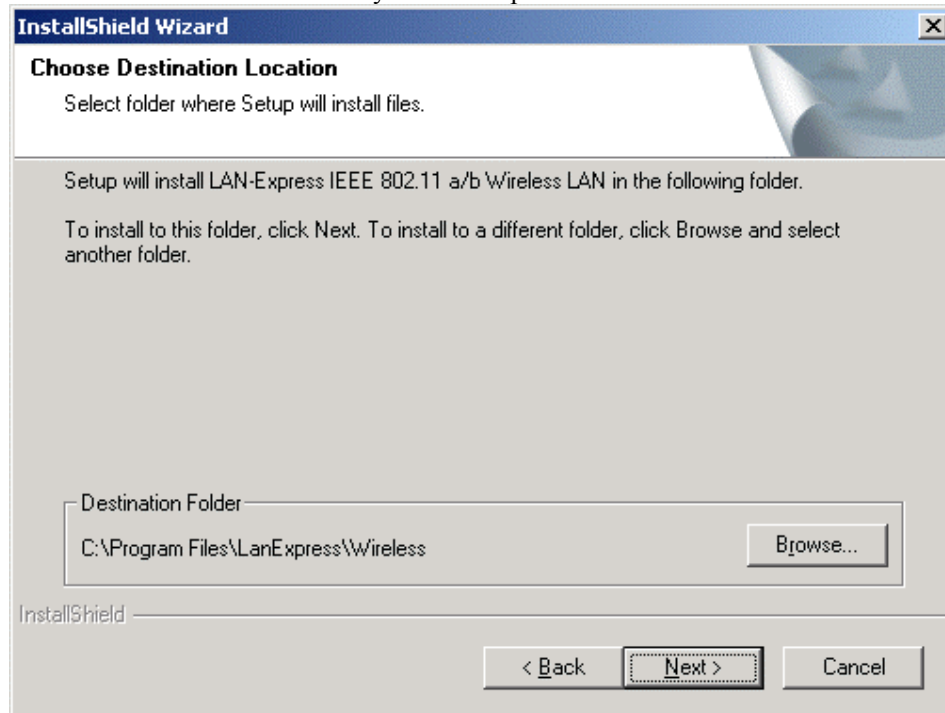 InstallShield Wizard
Choose Destination Location
Select folder where Setup will install files.
Setup will install LAN-Express IEEE 802.11 a/b Wireless LAN in the following folder.
To install to this folder, click Next. To install to a different folder, click Browse and select
another folder.
Destination Folder
C:\Program Files\LanExpress\Wireless
Browse...
InstallShield
< Back
Next >
Cancel